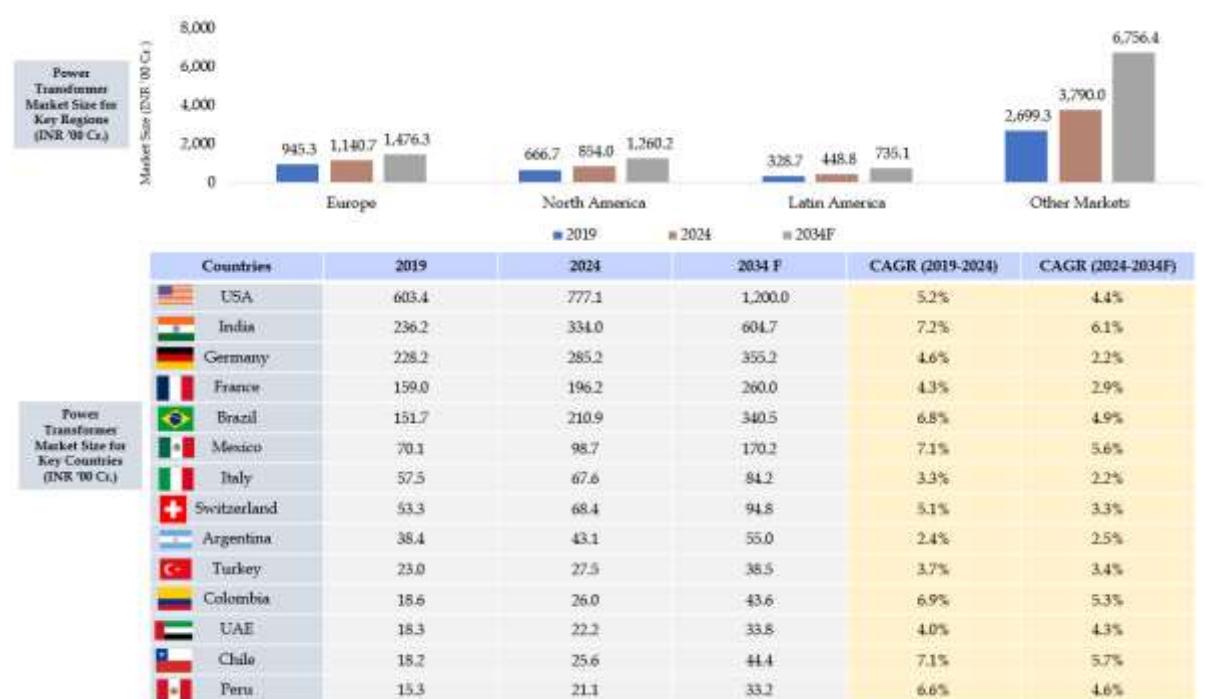 Power
Transformer
Market Size for
Key Regions
(INR '00 Cr.)
Market Size (INR '00 Cr.)
8,000
6,000
4,000
2,000
0
945.3 1,140.7 1,476.3
666.7 854.0 1,260.2
328.7 448.8 735.1
2,699.3 3,790.0 6,756.4
Europe North America Latin America Other Markets
2019 2024 2034F
Countries 2019 2024 2034 F CAGR (2019-2024) CAGR (2024-2034F)
USA 603.4 777.1 1,200.0 5.2% 4.4%
India 236.2 334.0 604.7 7.2% 6.1%
Germany 228.2 285.2 355.2 4.6% 2.2%
France 159.0 196.2 260.0 4.3% 2.9%
Power
Transformer
Market Size for
Key Countries
(INR '00 Cr.)
Brazil 151.7 210.9 340.5 6.8% 4.9%
Mexico 70.1 98.7 170.2 7.1% 5.6%
Italy 57.5 67.6 84.2 3.3% 2.2%
Switzerland 53.3 68.4 94.8 5.1% 3.3%
Argentina 38.4 43.1 55.0 2.4% 2.5%
Turkey 23.0 27.5 38.5 3.7% 3.4%
Colombia 18.6 26.0 43.6 6.9% 5.3%
UAE 18.3 22.2 33.8 4.0% 4.3%
Chile 18.2 25.6 44.4 7.1% 5.7%
Peru 15.3 21.1 33.2 6.6% 4.6%